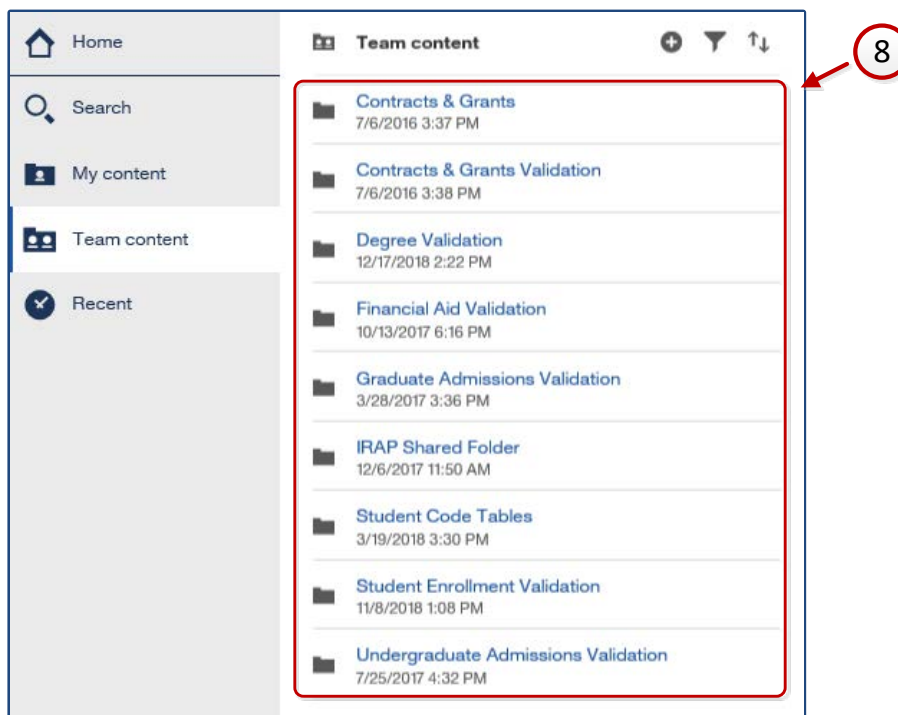 Home
Search
My content
Team content
Recent
Team content
Contracts & Grants
7/6/2016 3:37 PM
Contracts & Grants Validation
7/6/2016 3:38 PM
Degree Validation
12/17/2018 2:22 PM
Financial Aid Validation
10/13/2017 6:16 PM
Graduate Admissions Validation
3/28/2017 3:36 PM
IRAP Shared Folder
12/6/2017 11:50 AM
Student Code Tables
3/19/2018 3:30 PM
Student Enrollment Validation
11/8/2018 1:08 PM
Undergraduate Admissions Validation
7/25/2017 4:32 PM
8